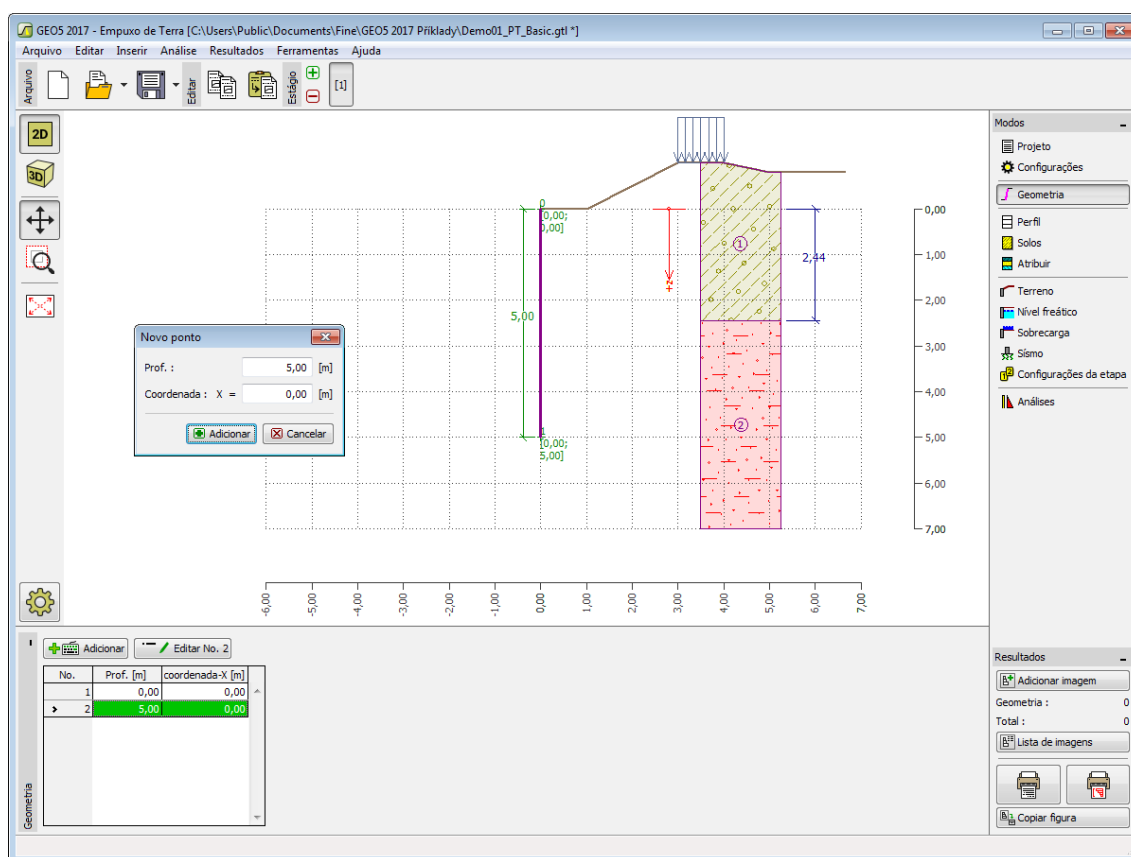 GEO5 2017 - Empuxo de Terra [C:\Users\Public\Documents\Fine\GEO5 2017 Příklady\Demo01_PT_Basic.gtl *]
Arquivo Editar Inserir Análise Resultados Ferramentas Ajuda
Arquivo
Editar
Estágio
[1]
2D
3D
0
[0,00;
0,00]
5,00
1
[0,00;
5,00]
+z
1
2
2,44
0,00
1,00
2,00
3,00
4,00
5,00
6,00
7,00
-6,00 -5,00 -4,00 -3,00 -2,00 -1,00 0,00 1,00 2,00 3,00 4,00 5,00 6,00 7,00
Novo ponto
Prof. : 5,00 [m]
Coordenada : X = 0,00 [m]
Adicionar Cancelar
Modos
Projeto
Configurações
Geometria
Perfil
Solos
Atribuir
Terreno
Nível freático
Sobrecarga
Sísmo
Configurações da etapa
Análises
Geometria
Adicionar Editar No. 2
No. Prof. [m] coordenada-X [m]
1 0,00 0,00
2 5,00 0,00
Resultados
Adicionar imagem
Geometria : 0
Total : 0
Lista de imagens
Copiar figura